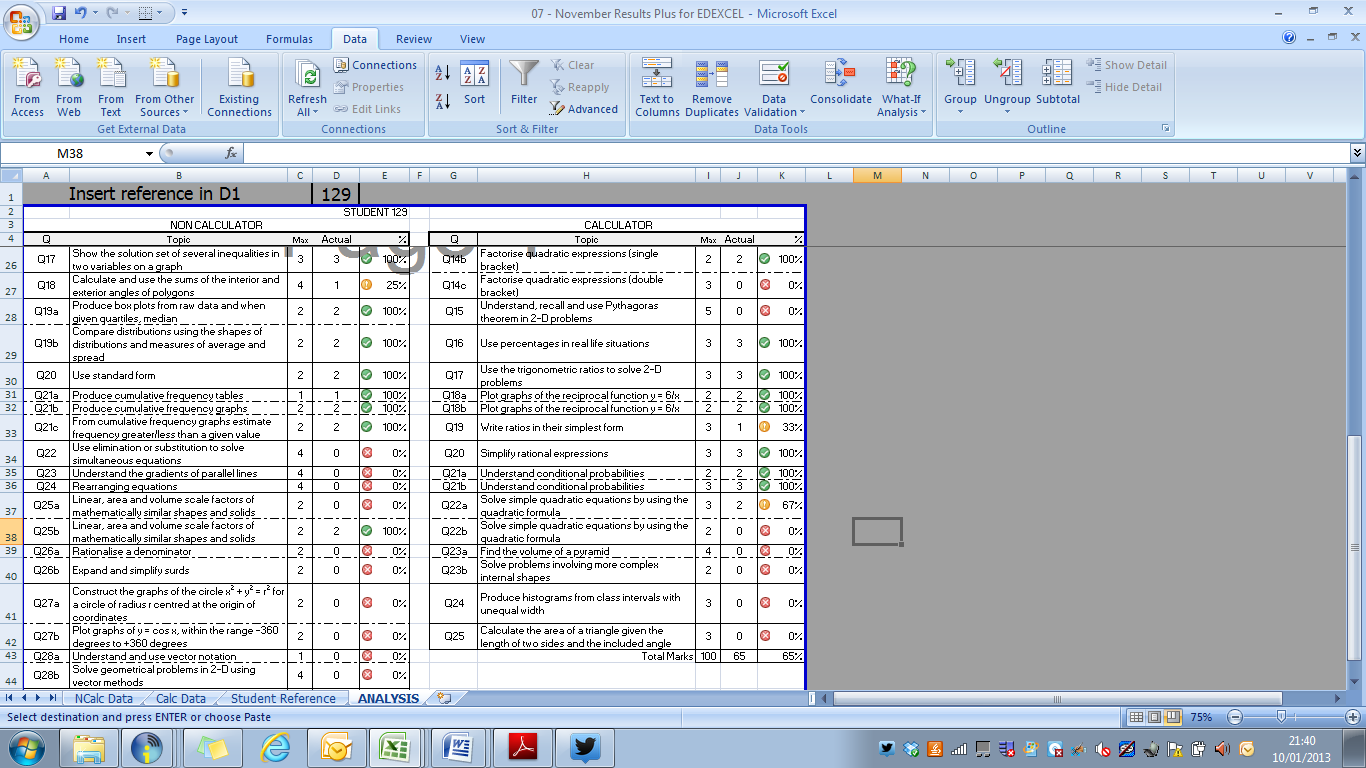 07 - November Results Plus for EDEXCEL - Microsoft Excel
Home Insert Page Layout Formulas Data Review View
Connections Clear Show Detail
Properties Reapply Hide Detail
Edit Links Advanced
From Access From Web From Text From Other Sources Existing Connections Refresh All Sort Filter Text to Columns Remove Duplicates Data Validation Consolidate What-If Analysis Group Ungroup Subtotal
Get External Data Connections Sort & Filter Data Tools Outline
M38 fx
A B C D E F G H I J K L M N O P Q R S T U V
1 Insert reference in D1 129
2 STUDENT 129
3 NON CALCULATOR CALCULATOR
4 Q Topic Max Actual % Q Topic Max Actual %
26 Q17 Show the solution set of several inequalities in two variables on a graph 3 3 100% Q14b Factorise quadratic expressions (single bracket) 2 2 100%
27 Q18 Calculate and use the sums of the interior and exterior angles of polygons 4 1 25% Q14c Factorise quadratic expressions (double bracket) 3 0 0%
28 Q19a Produce box plots from raw data and when given quartiles, median 2 2 100% Q15 Understand, recall and use Pythagoras theorem in 2-D problems 5 0 0%
29 Q19b Compare distributions using the shapes of distributions and measures of average and spread 2 2 100% Q16 Use percentages in real life situations 3 3 100%
30 Q20 Use standard form 2 2 100% Q17 Use the trigonometric ratios to solve 2-D problems 3 3 100%
31 Q21a Produce cumulative frequency tables 1 1 100% Q18a Plot graphs of the reciprocal function y = 6/x 2 2 100%
32 Q21b Produce cumulative frequency graphs 2 2 100% Q18b Plot graphs of the reciprocal function y = 6/x 2 2 100%
33 Q21c From cumulative frequency graphs estimate frequency greater/less than a given value 2 2 100% Q19 Write ratios in their simplest form 3 1 33%
34 Q22 Use elimination or substitution to solve simultaneous equations 4 0 0% Q20 Simplify rational expressions 3 3 100%
35 Q23 Understand the gradients of parallel lines 4 0 0% Q21a Understand conditional probabilities 2 2 100%
36 Q24 Rearranging equations 4 0 0% Q21b Understand conditional probabilities 3 3 100%
37 Q25a Linear, area and volume scale factors of mathematically similar shapes and solids 2 0 0% Q22a Solve simple quadratic equations by using the quadratic formula 3 2 67%
38 Q25b Linear, area and volume scale factors of mathematically similar shapes and solids 2 2 100% Q22b Solve simple quadratic equations by using the quadratic formula 2 0 0%
39 Q26a Rationalise a denominator 2 0 0% Q23a Find the volume of a pyramid 4 0 0%
40 Q26b Expand and simplify surds 2 0 0% Q23b Solve problems involving more complex internal shapes 2 0 0%
41 Q27a Construct the graphs of the circle x² + y² = r² for a circle of radius r centred at the origin of coordinates 2 0 0% Q24 Produce histograms from class intervals with unequal width 3 0 0%
42 Q27b Plot graphs of y = cos x, within the range -360 degrees to +360 degrees 2 0 0% Q25 Calculate the area of a triangle given the length of two sides and the included angle 3 0 0%
43 Q28a Understand and use vector notation 1 0 0% Total Marks 100 65 65%
44 Q28b Solve geometrical problems in 2-D using vector methods 4 0 0%
NCalc Data Calc Data Student Reference ANALYSIS
Select destination and press ENTER or choose Paste 75%
21:40
10/01/2013